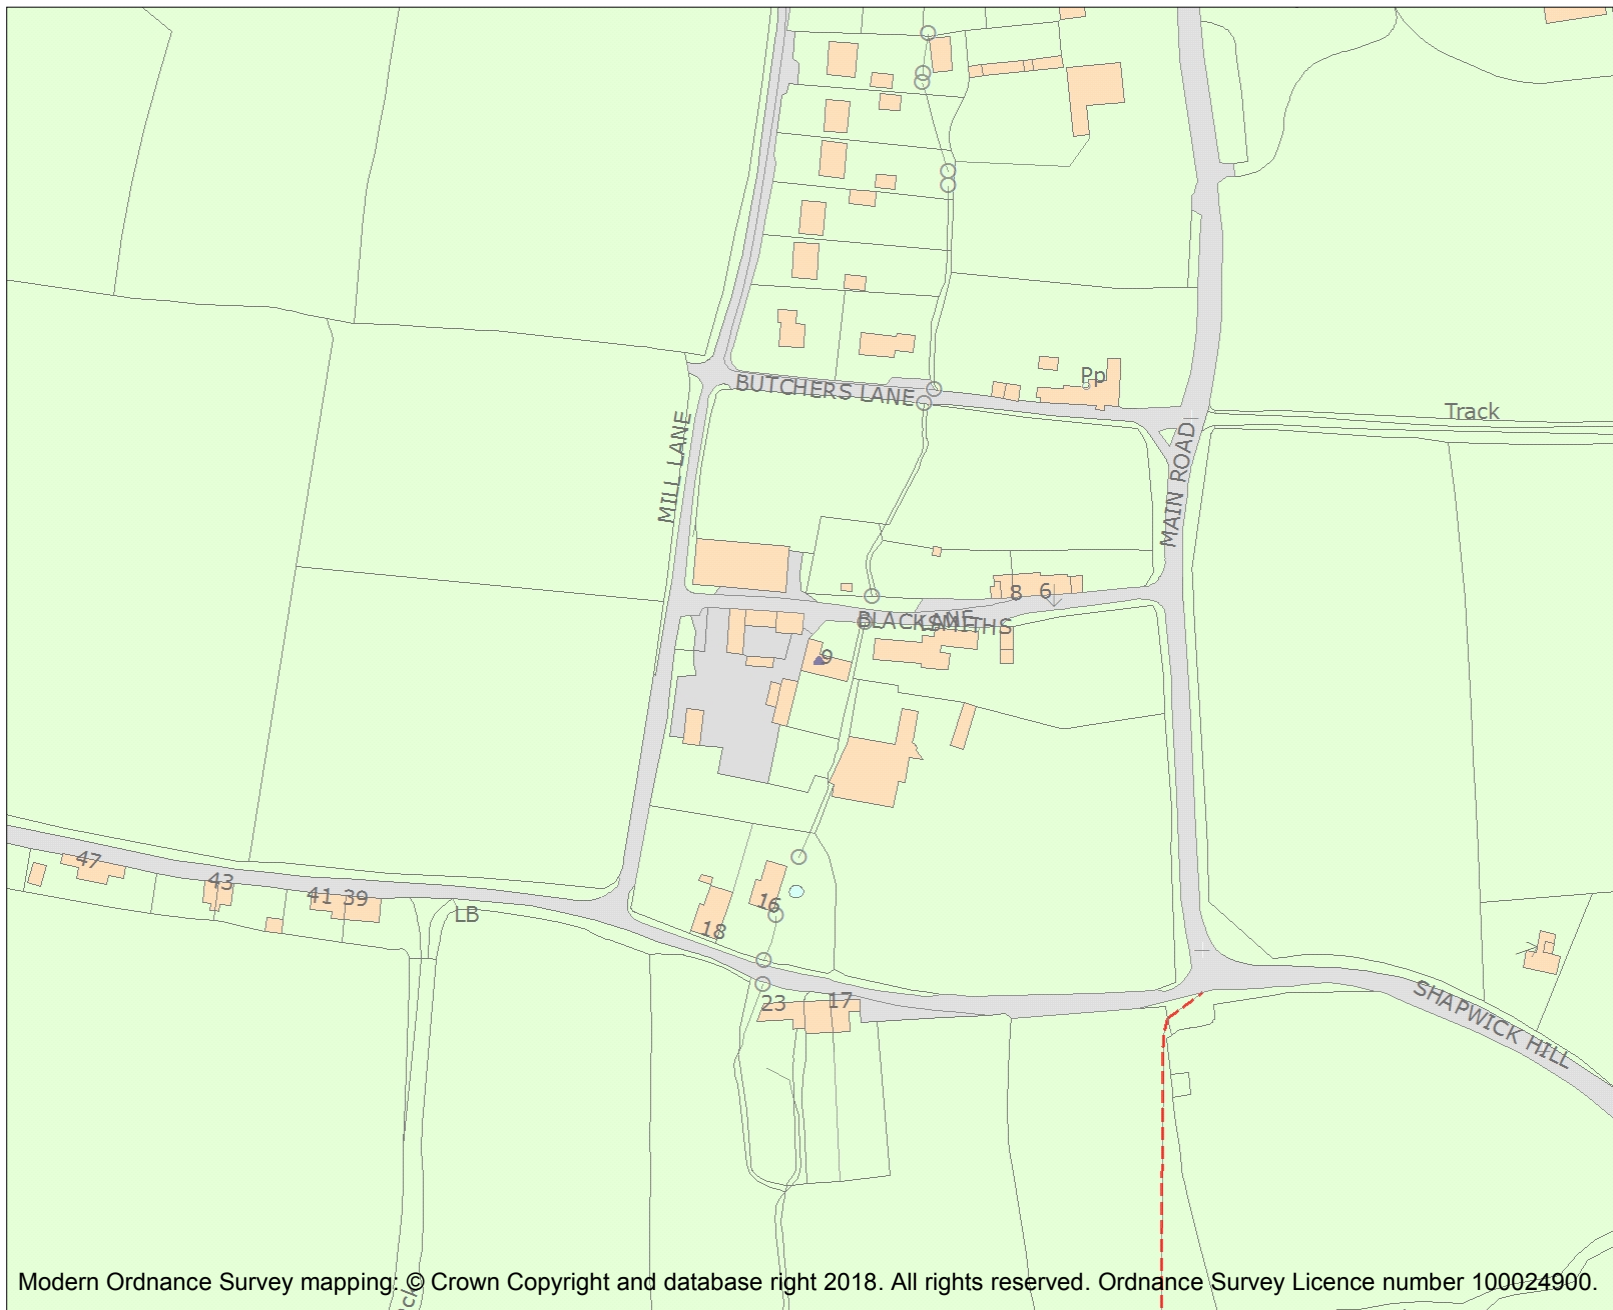 Pp
BUTCHERS LANE
Track
MILL LANE
MAIN ROAD
8 6
BLACKSMITHS
LANE
9
47
43
41 39
LB
16
18
23
17
SHAPWICK HILL
Modern Ordnance Survey mapping: © Crown Copyright and database right 2018. All rights reserved. Ordnance Survey Licence number 100024900.